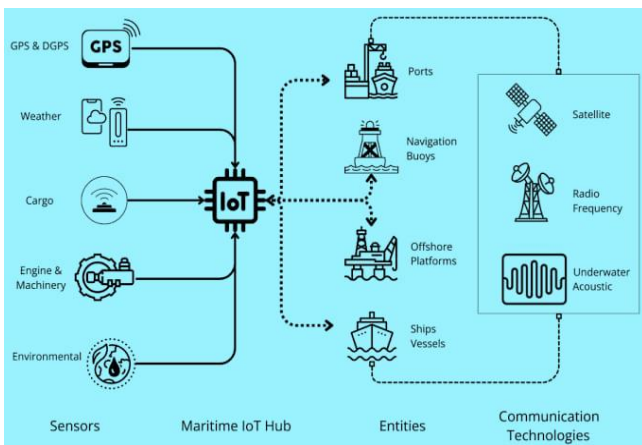 GPS & DGPS
GPS
Weather
Cargo
Engine &
Machinery
Environmental
Sensors
IoT
Maritime IoT Hub
Ports
Navigation
Buoys
Offshore
Platforms
Ships
Vessels
Entities
Satellite
Radio
Frequency
Underwater
Acoustic
Communication
Technologies